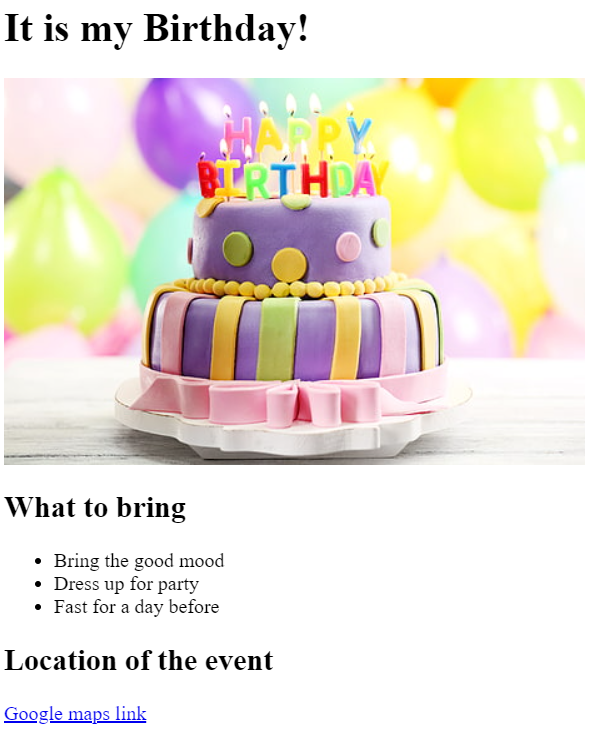 It is my Birthday!
HAPPY
BIRTHDAY
What to bring
Bring the good mood
Dress up for party
Fast for a day before
Location of the event
Google maps link